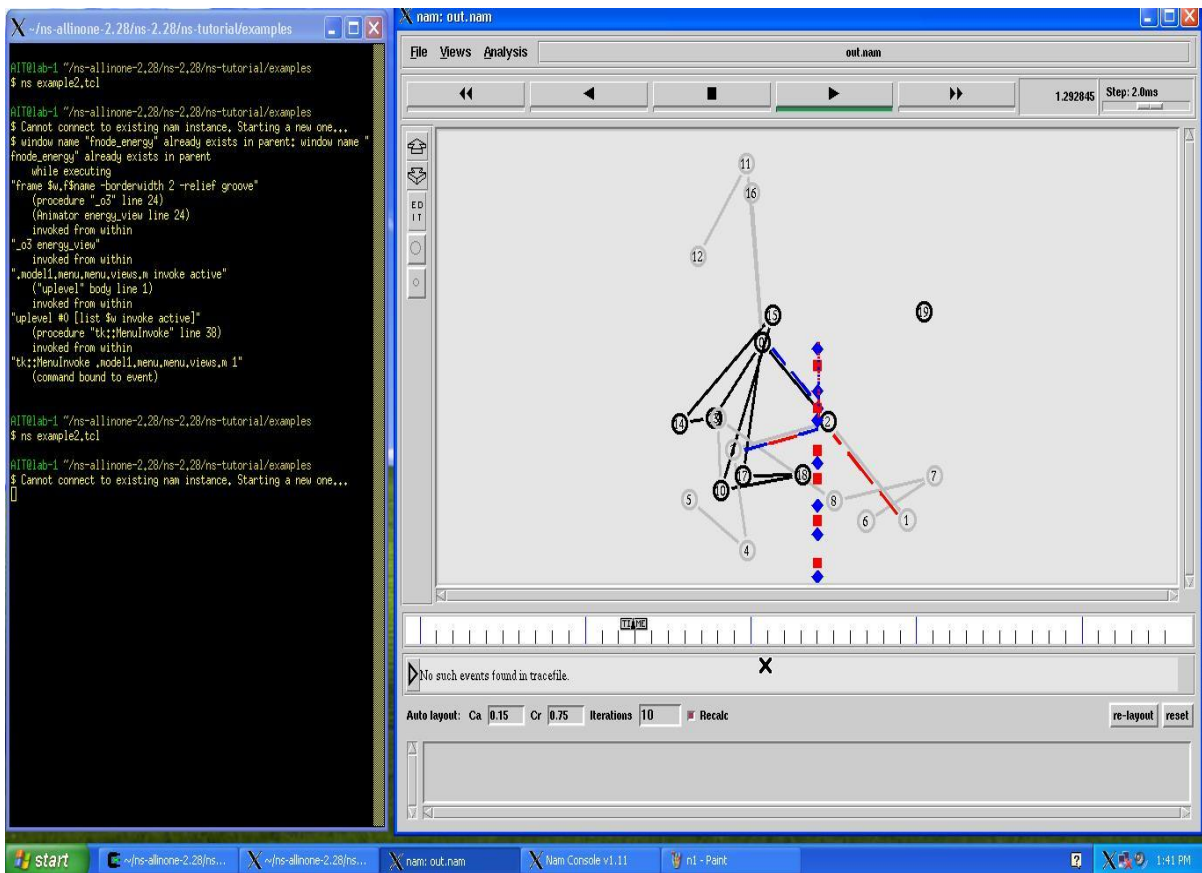 ~/ns-allinone-2.28/ns-2.28/ns-tutorial/examples
AIT@lab-1 ~/ns-allinone-2.28/ns-2.28/ns-tutorial/examples
$ ns example2.tcl
AIT@lab-1 ~/ns-allinone-2.28/ns-2.28/ns-tutorial/examples
$ Cannot connect to existing nam instance. Starting a new one...
$ window name "fnode_energy" already exists in parent: window name "
fnode_energy" already exists in parent
while executing
"frame $w.f$name -borderwidth 2 -relief groove"
(procedure "_o3" line 24)
(Animator energy_view line 24)
invoked from within
"_o3 energy_view"
invoked from within
".model1.menu.menu.views.m invoke active"
("uplevel" body line 1)
invoked from within
"uplevel #0 [list $w invoke active]"
(procedure "tk::MenuInvoke" line 38)
invoked from within
"tk::MenuInvoke .model1.menu.menu.views.m 1"
(command bound to event)
AIT@lab-1 ~/ns-allinone-2.28/ns-2.28/ns-tutorial/examples
$ ns example2.tcl
AIT@lab-1 ~/ns-allinone-2.28/ns-2.28/ns-tutorial/examples
$ Cannot connect to existing nam instance. Starting a new one...
nam: out.nam
File Views Analysis out.nam
1.292845 Step: 2.0ms
ED
IT
11
16
12
15
19
0
14
3
2
17
18
7
10
5
8
6
1
4
TIME
No such events found in tracefile.
Auto layout: Ca 0.15 Cr 0.75 Iterations 10 Recalc re-layout reset
start ~/ns-allinone-2.28/ns... ~/ns-allinone-2.28/ns... nam: out.nam Nam Console v1.11 n1 - Paint 1:41 PM